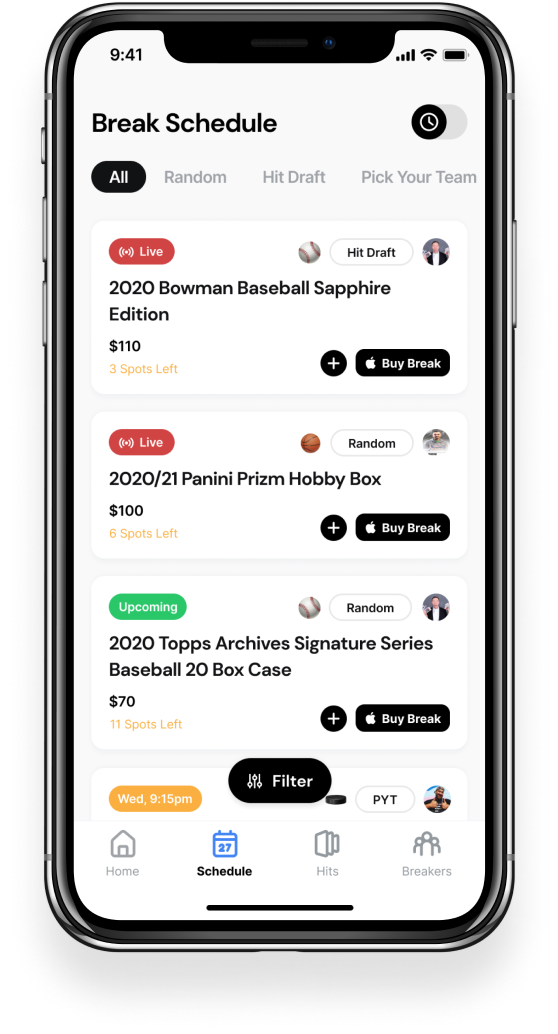 9:41
Break Schedule
All Random Hit Draft Pick Your Team
Live Hit Draft
2020 Bowman Baseball Sapphire
Edition
$110
3 Spots Left
Buy Break
Live Random
2020/21 Panini Prizm Hobby Box
$100
6 Spots Left
Buy Break
Upcoming Random
2020 Topps Archives Signature Series
Baseball 20 Box Case
$70
11 Spots Left
Buy Break
Filter
Wed, 9:15pm PYT
27
Home Schedule Hits Breakers